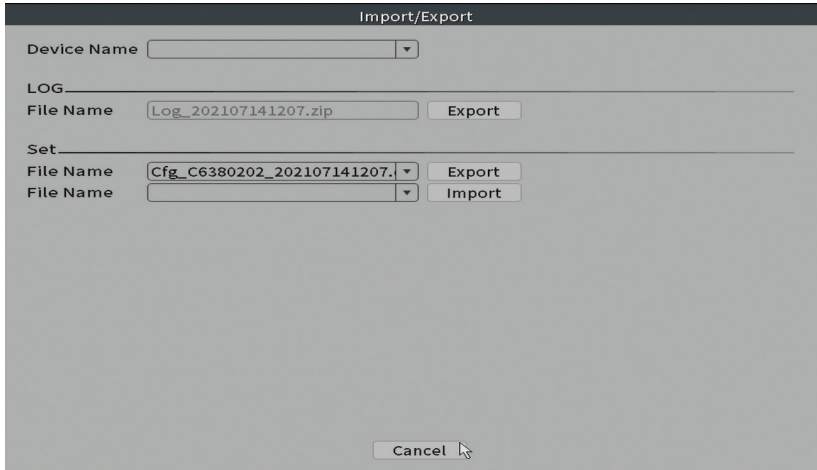 Import/Export
Device Name
LOG
File Name Log_202107141207.zip Export
Set
File Name Cfg_C6380202_202107141207. Export
File Name Import
Cancel